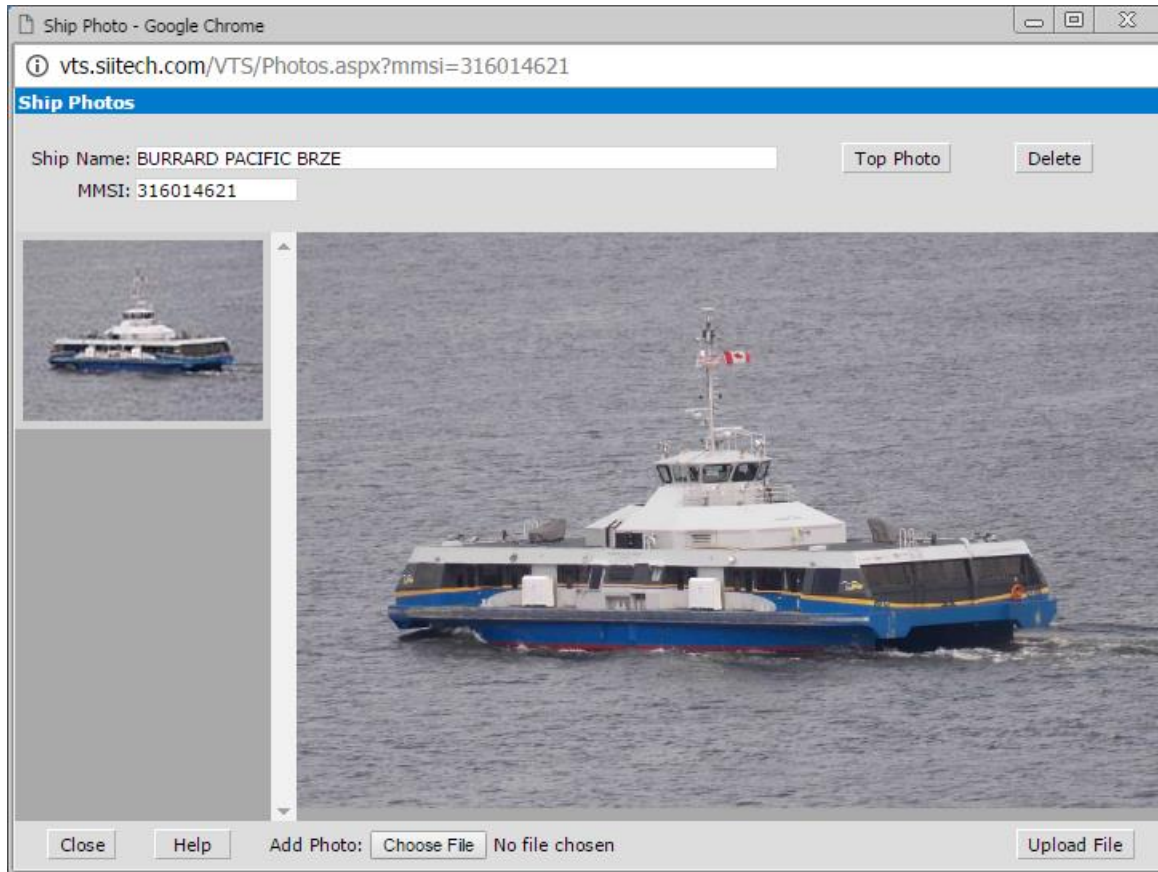 Ship Photo - Google Chrome
vts.siitech.com/VTS/Photos.aspx?mmsi=316014621
Ship Photos
Ship Name: BURRARD PACIFIC BRZE Top Photo Delete
MMSI: 316014621
Close Help Add Photo: Choose File No file chosen Upload File